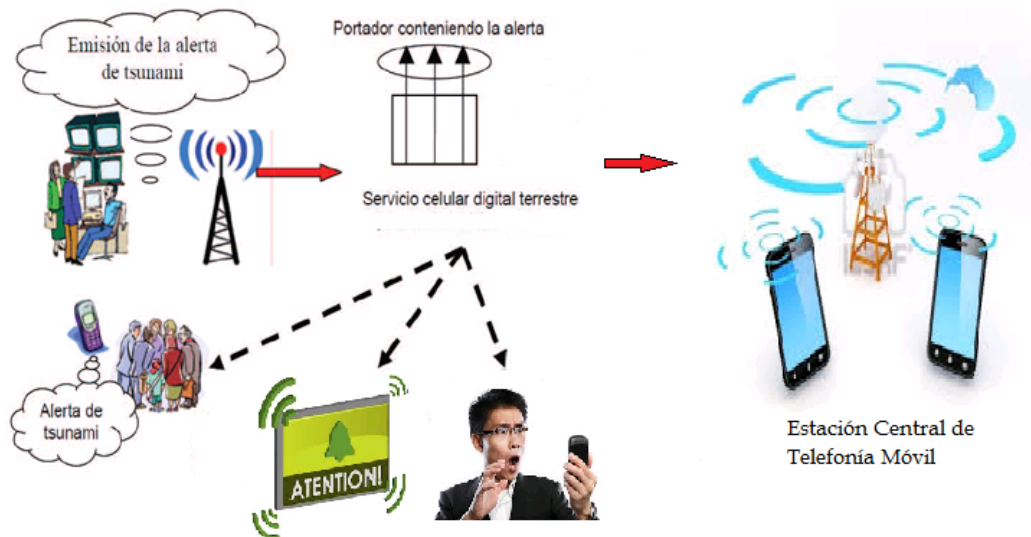 Emisión de la alerta
de tsunami
Portador conteniendo la alerta
Servicio celular digital terrestre
Alerta de
tsunami
ATENTION!
Estación Central de
Telefonía Móvil